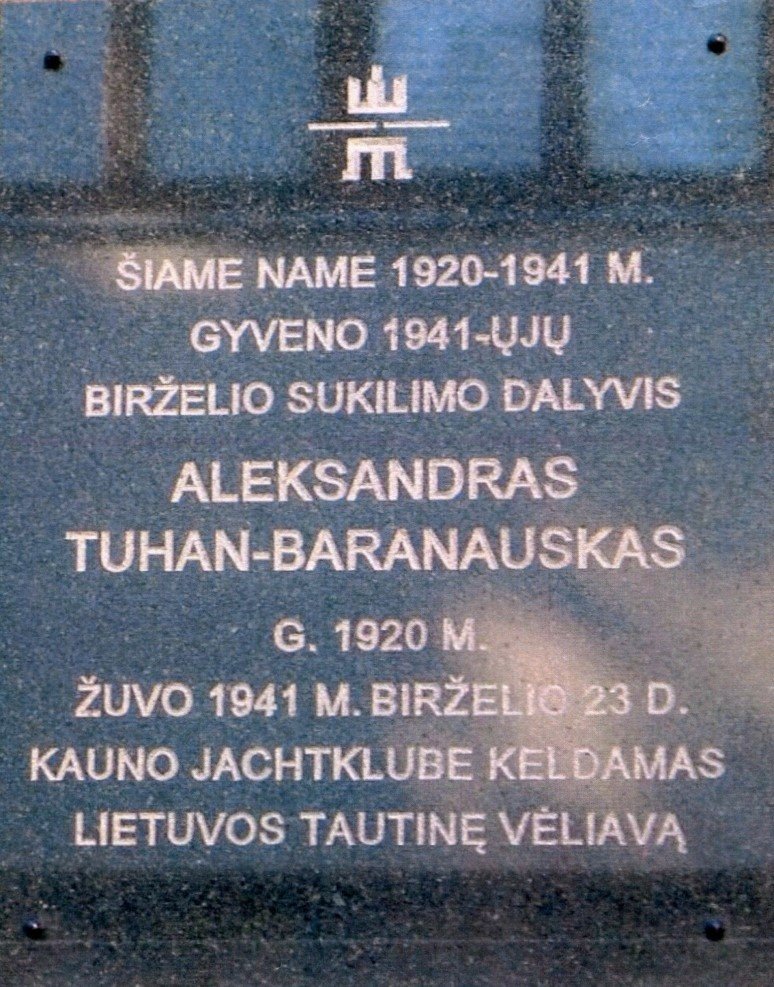 ŠIAME NAME 1920-1941 M.
GYVENO 1941-ŲJŲ
BIRŽELIO SUKILIMO DALYVIS
ALEKSANDRAS
TUHAN-BARANAUSKAS
G. 1920 M.
ŽUVO 1941 M. BIRŽELIO 23 D.
KAUNO JACHTKLUBE KELDAMAS
LIETUVOS TAUTINĘ VĖLIAVĄ